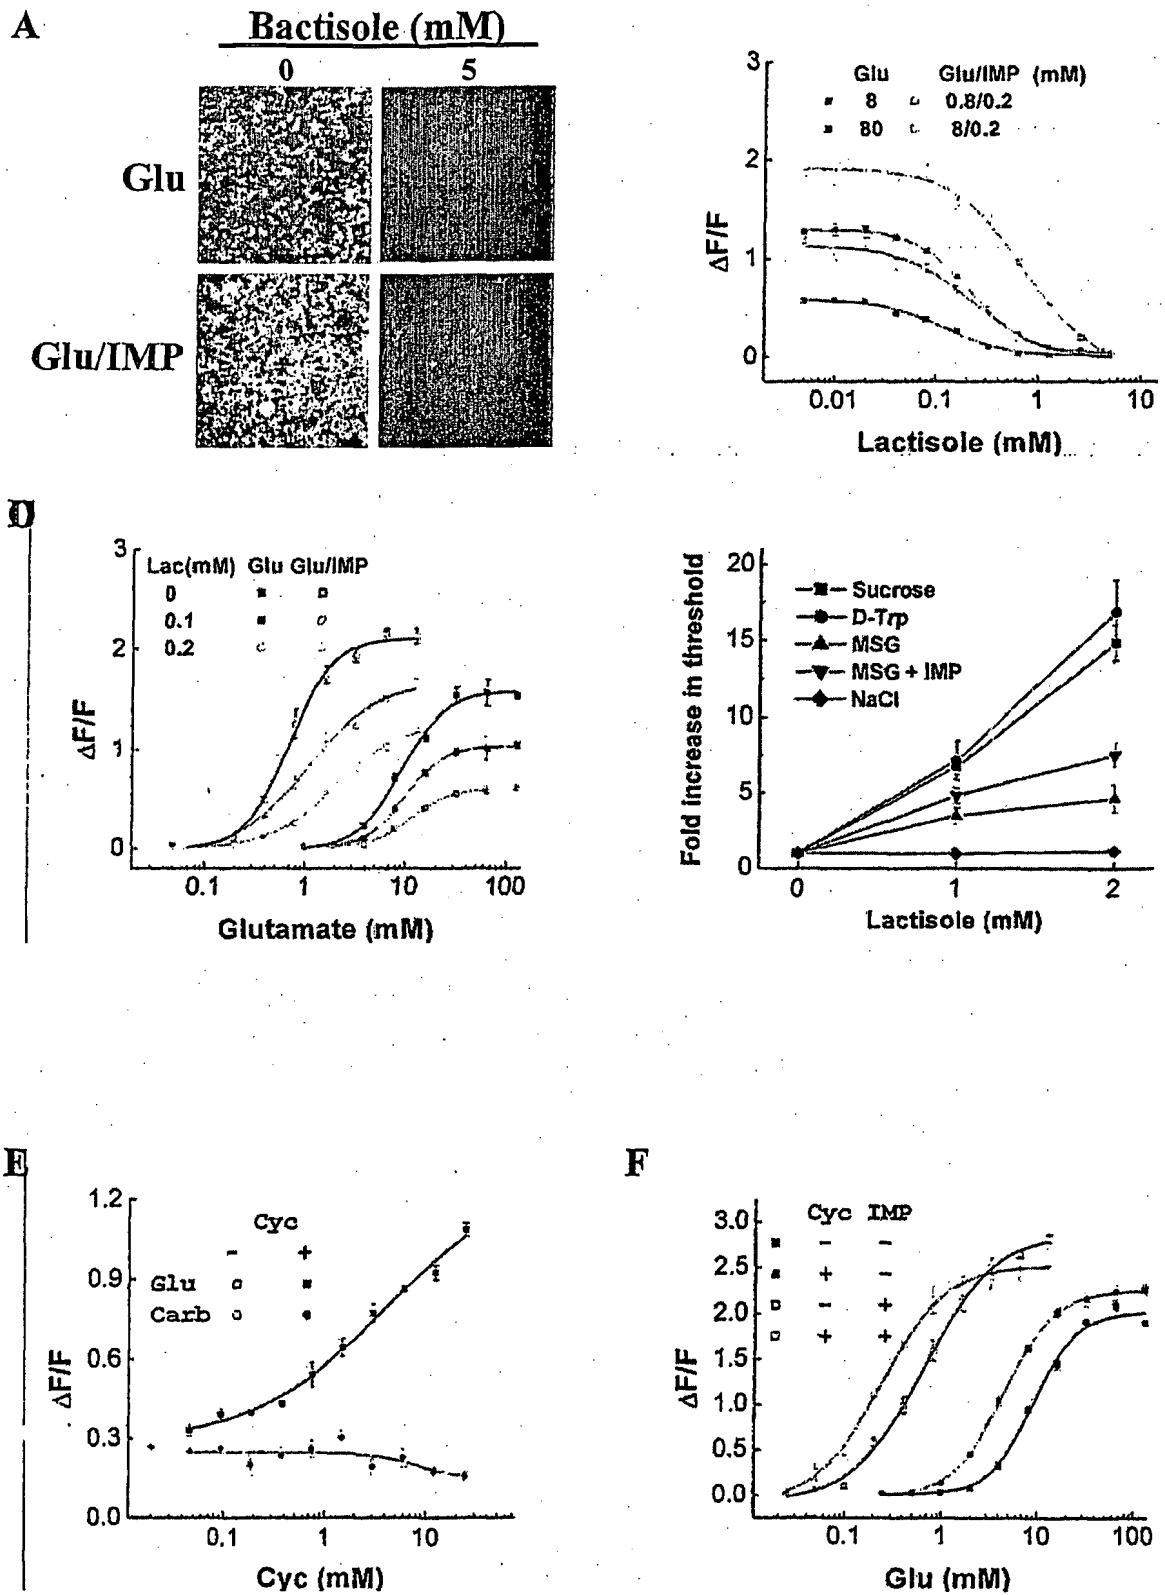 A
Bactisole (mM)
0 5
Glu
Glu/IMP
Glu Glu/IMP (mM)
8 0.8/0.2
80 8/0.2
3
2
1
0
ΔF/F
0.01 0.1 1 10
Lactisole (mM)
D
Lac(mM) Glu Glu/IMP
0
0.1
0.2
3
2
1
0
ΔF/F
0.1 1 10 100
Glutamate (mM)
Sucrose
D-Trp
MSG
MSG + IMP
NaCl
20
15
10
5
0
Fold increase in threshold
0 1 2
Lactisole (mM)
E
Cyc
- +
Glu
Carb
1.2
0.9
0.6
0.3
0.0
ΔF/F
0.1 1 10
Cyc (mM)
F
Cyc IMP
- -
+ -
- +
+ +
3.0
2.5
2.0
1.5
1.0
0.5
0.0
ΔF/F
0.1 1 10 100
Glu (mM)